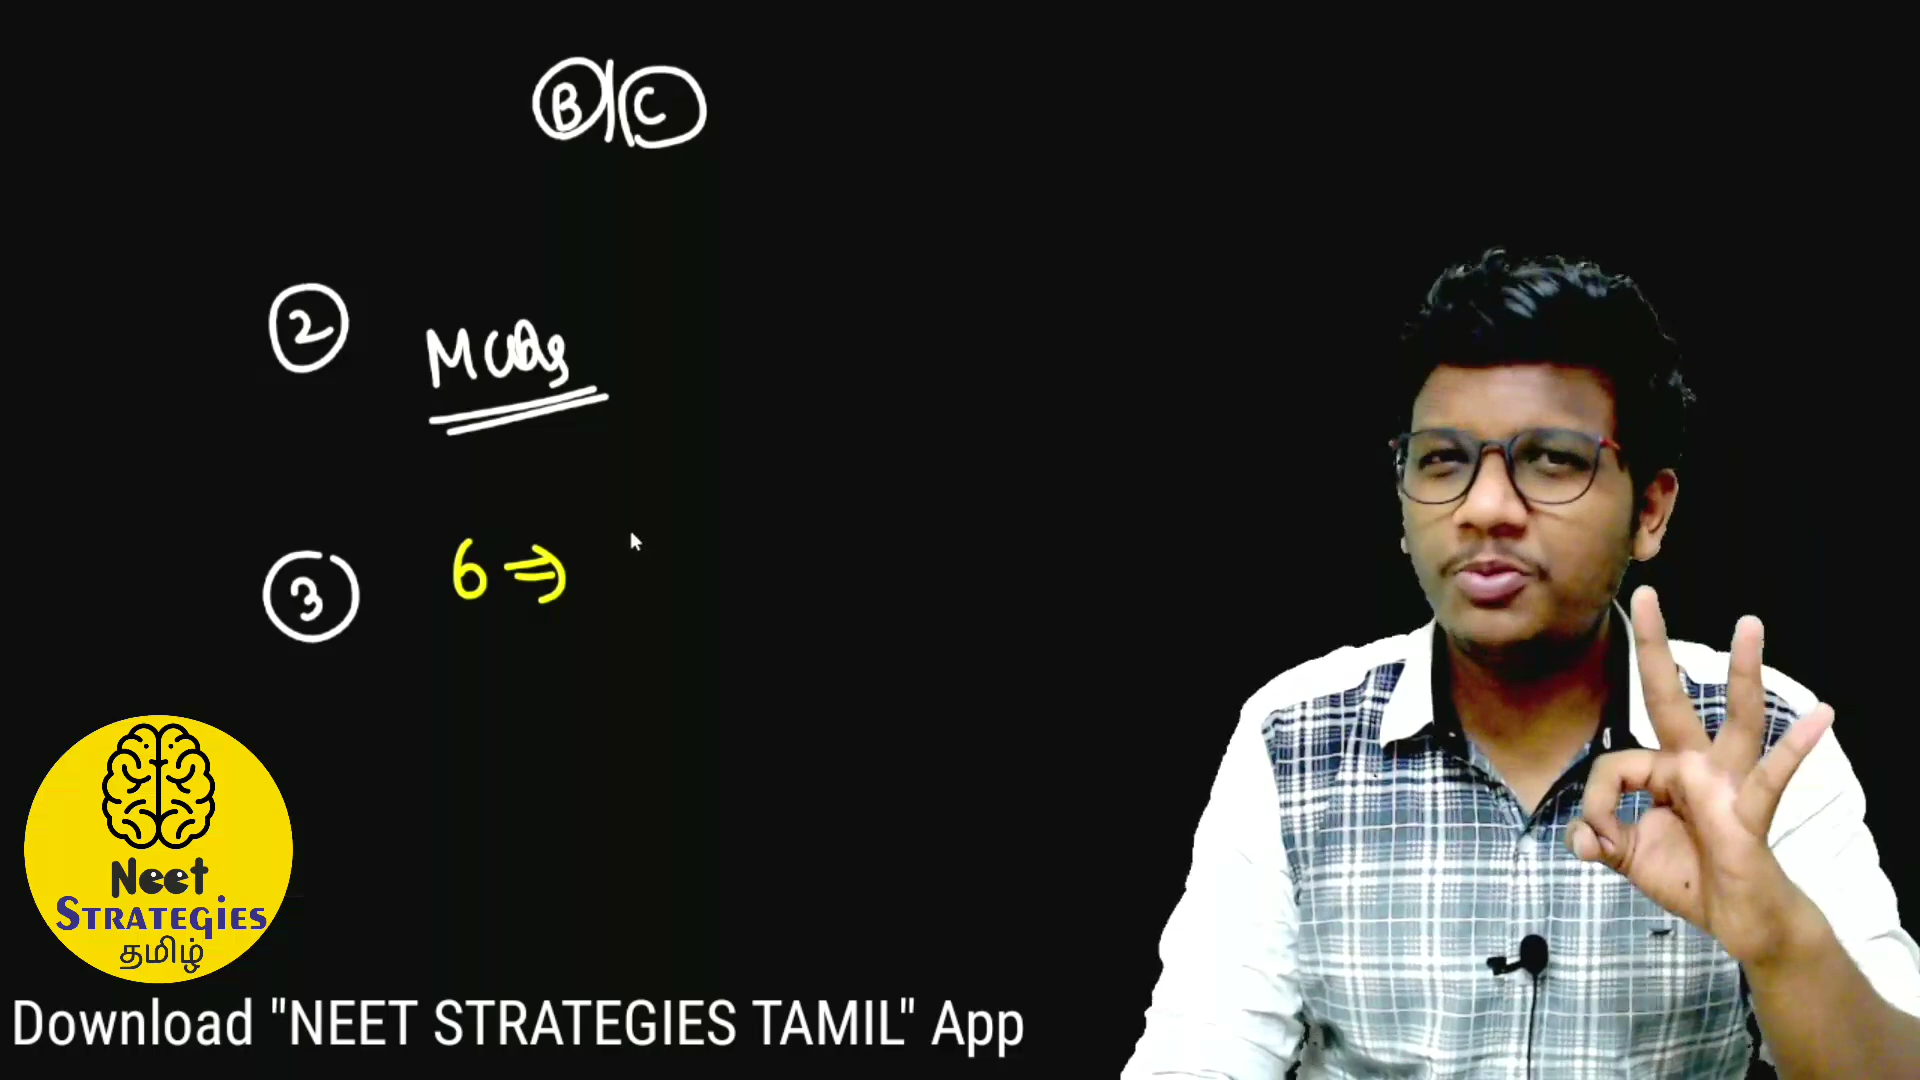 B | C
2 MCQs
3 6 ⇒
Neet
STRATEGIES
தமிழ்
Download "NEET STRATEGIES TAMIL" App